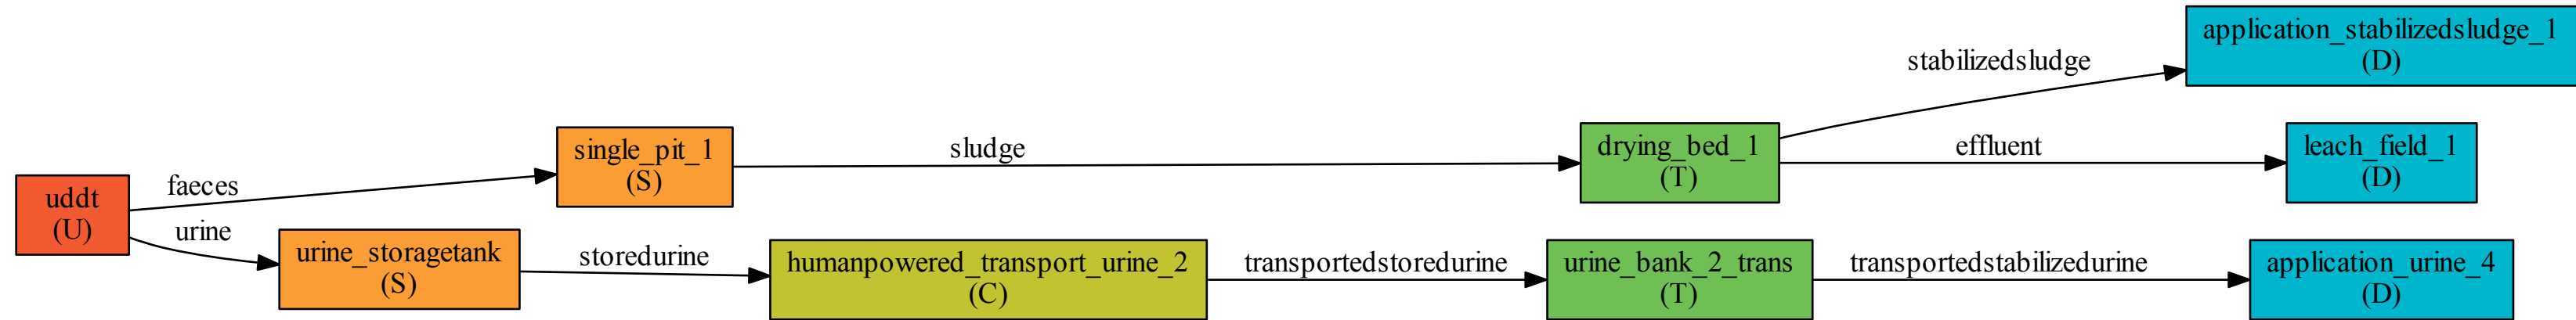 application_stabilizedsludge_1
(D)
stabilizedsludge
single_pit_1
(S)
sludge
drying_bed_1
(T)
effluent
leach_field_1
(D)
uddt
(U)
faeces
urine
urine_storagetank
(S)
storedurine
humanpowered_transport_urine_2
(C)
transportedstoredurine
urine_bank_2_trans
(T)
transportedstabilizedurine
application_urine_4
(D)